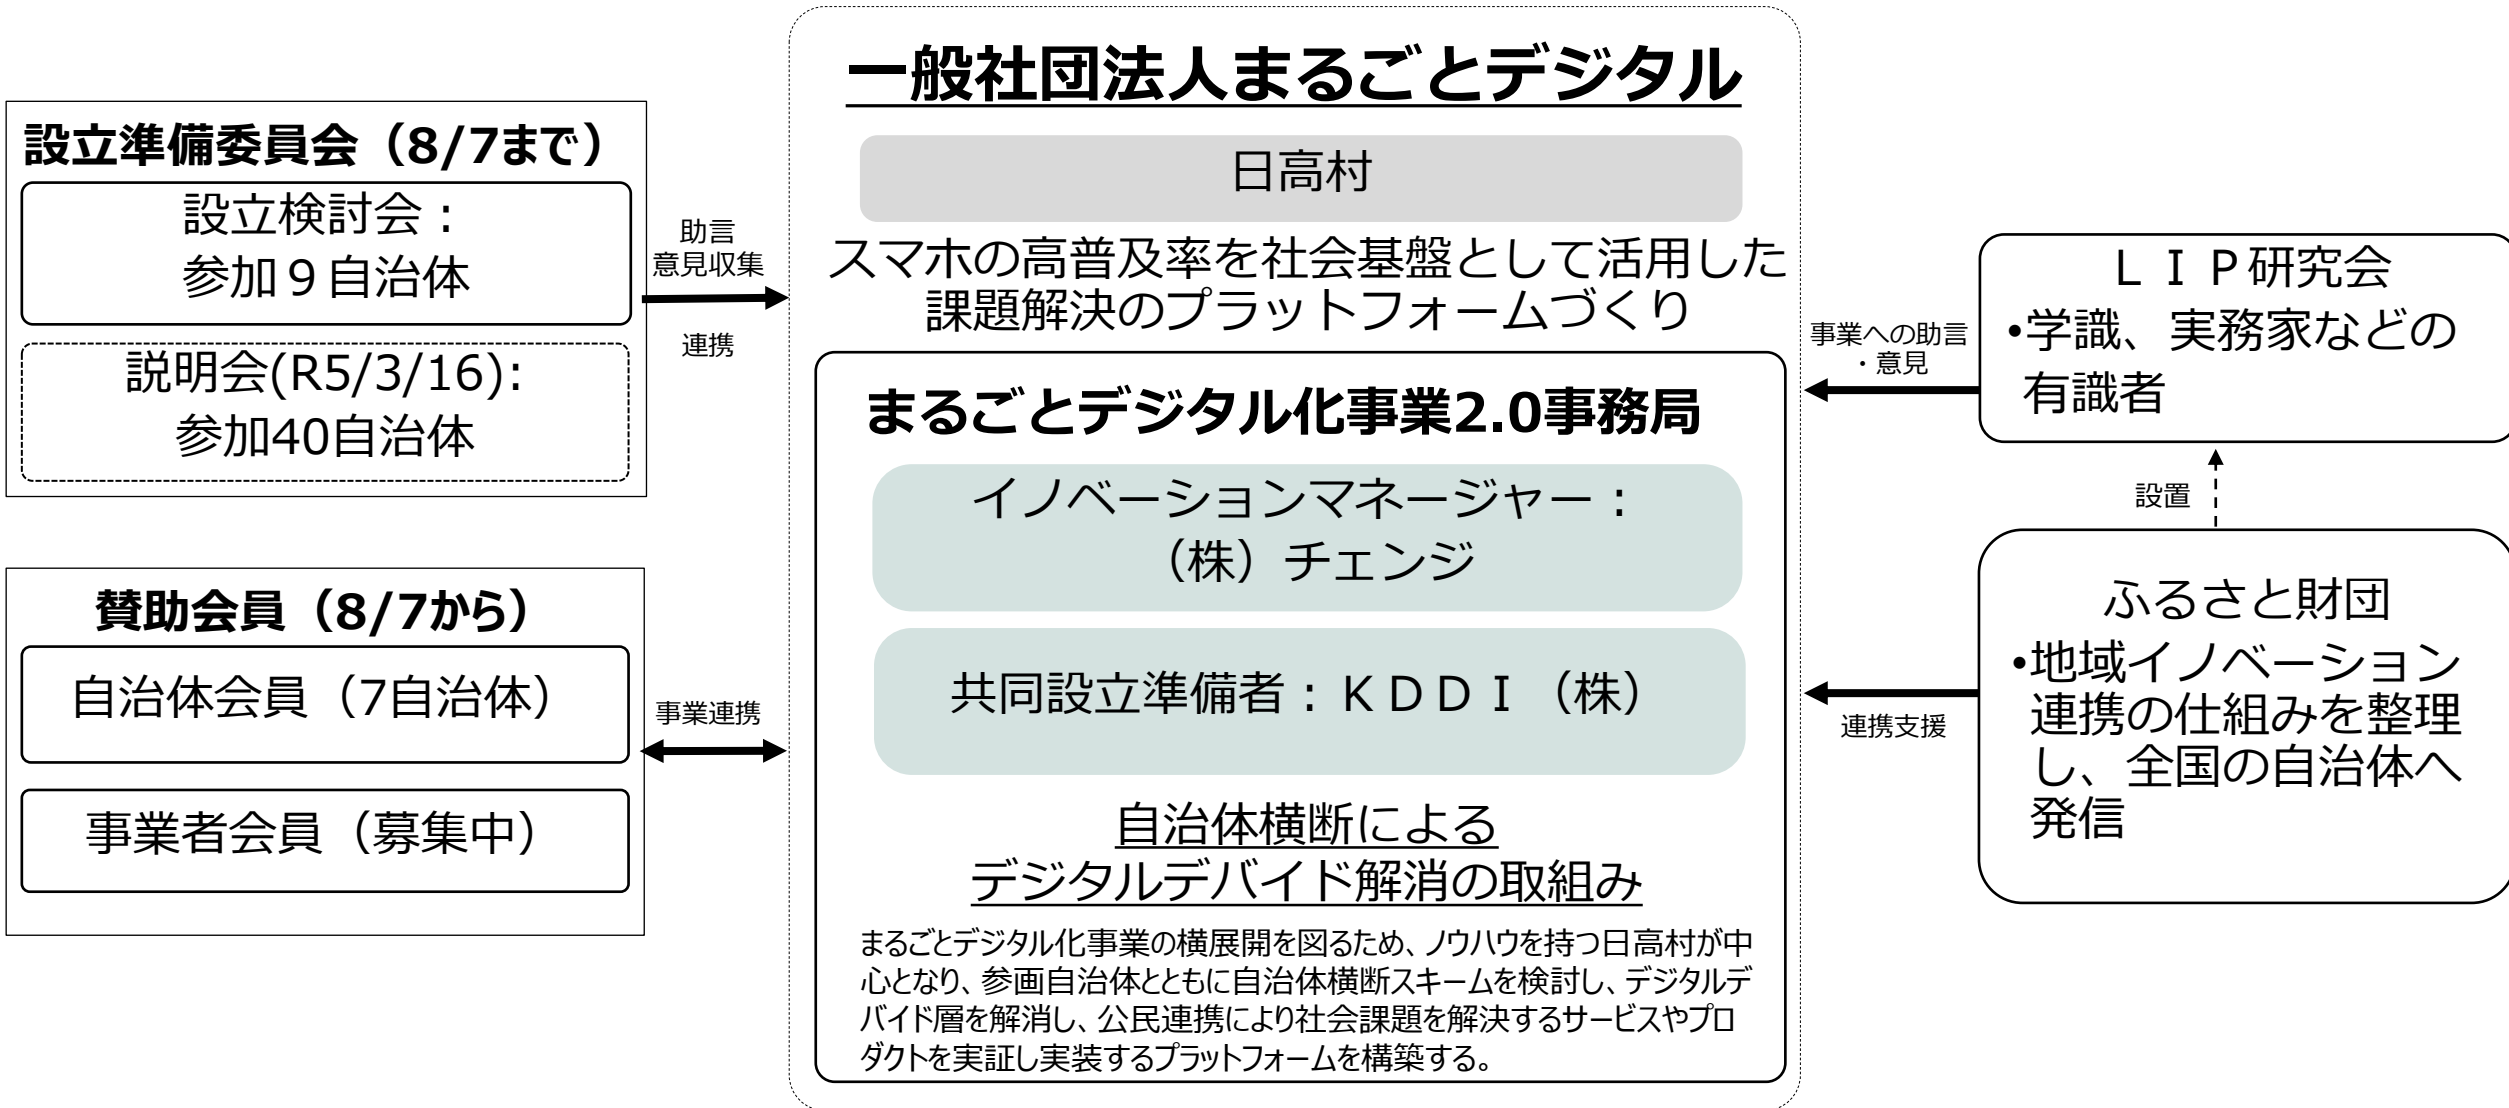 一般社団法人まるごとデジタル
日高村
スマホの高普及率を社会基盤として活用した
課題解決のプラットフォームづくり
まるごとデジタル化事業2.0事務局
イノベーションマネージャー：
（株）チェンジ
共同設立準備者：ＫＤＤＩ（株）
自治体横断による
デジタルデバイド解消の取組み
まるごとデジタル化事業の横展開を図るため、ノウハウを持つ日高村が中
心となり、参画自治体とともに自治体横断スキームを検討し、デジタルデ
バイド層を解消し、公民連携により社会課題を解決するサービスやプロ
ダクトを実証し実装するプラットフォームを構築する。
設立準備委員会（8/7まで）
設立検討会：
参加９自治体
説明会(R5/3/16):
参加40自治体
助言
意見収集
連携
賛助会員（8/7から）
自治体会員（7自治体）
事業者会員（募集中）
事業連携
ＬＩＰ研究会
•学識、実務家などの
有識者
事業への助言
・意見
設置
ふるさと財団
•地域イノベーション
連携の仕組みを整理
し、全国の自治体へ
発信
連携支援